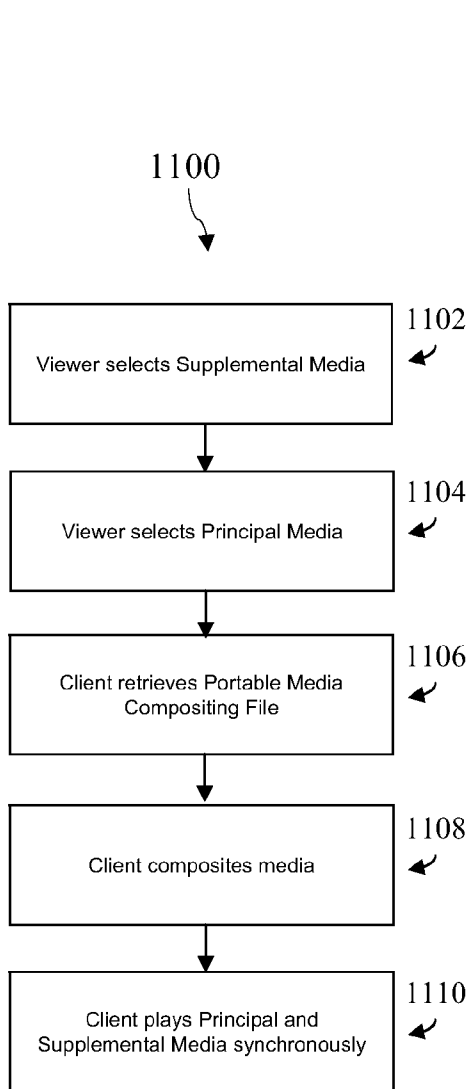 1100
1102
Viewer selects Supplemental Media
1104
Viewer selects Principal Media
1106
Client retrieves Portable Media
Compositing File
1108
Client composites media
1110
Client plays Principal and
Supplemental Media synchronously